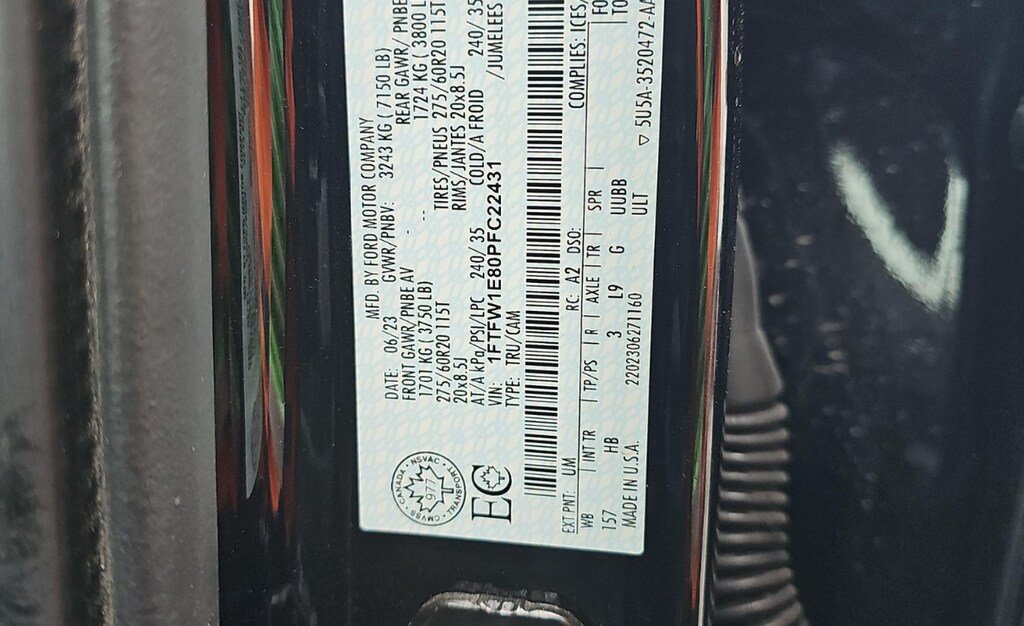 MFD. BY FORD MOTOR COMPANY
DATE: 06/23 GVWR/PNBV: 3243 KG ( 7150 LB)
FRONT GAWR/PNBE AV REAR GAWR/ PNBE
1701 KG ( 3750 LB) - -- 1724 KG ( 3800 L
275/60R20 115T TIRES/PNEUS 275/60R20 115T
20x8.5J RIMS/JANTES 20x8.5J
AT/A kPa/PSI/LPC 240/ 35 COLD/A FROID 240/ 35
VIN: 1FTFW1E80PFC22431 /JUMELEES
TYPE: TRU/CAM
CMVSS · CANADA · NSVAC · TRANSPORT ·
977
EC
COMPLIES: ICES,
EXT PNT: UM RC: A2 DSO: FO
WB | INT TR | TP/PS | R | AXLE | TR | SPR | TO
157 HB 3 L9 G UUBB
MADE IN U.S.A. 2202306271160 ULT
▽ 5U5A-3520472-AA